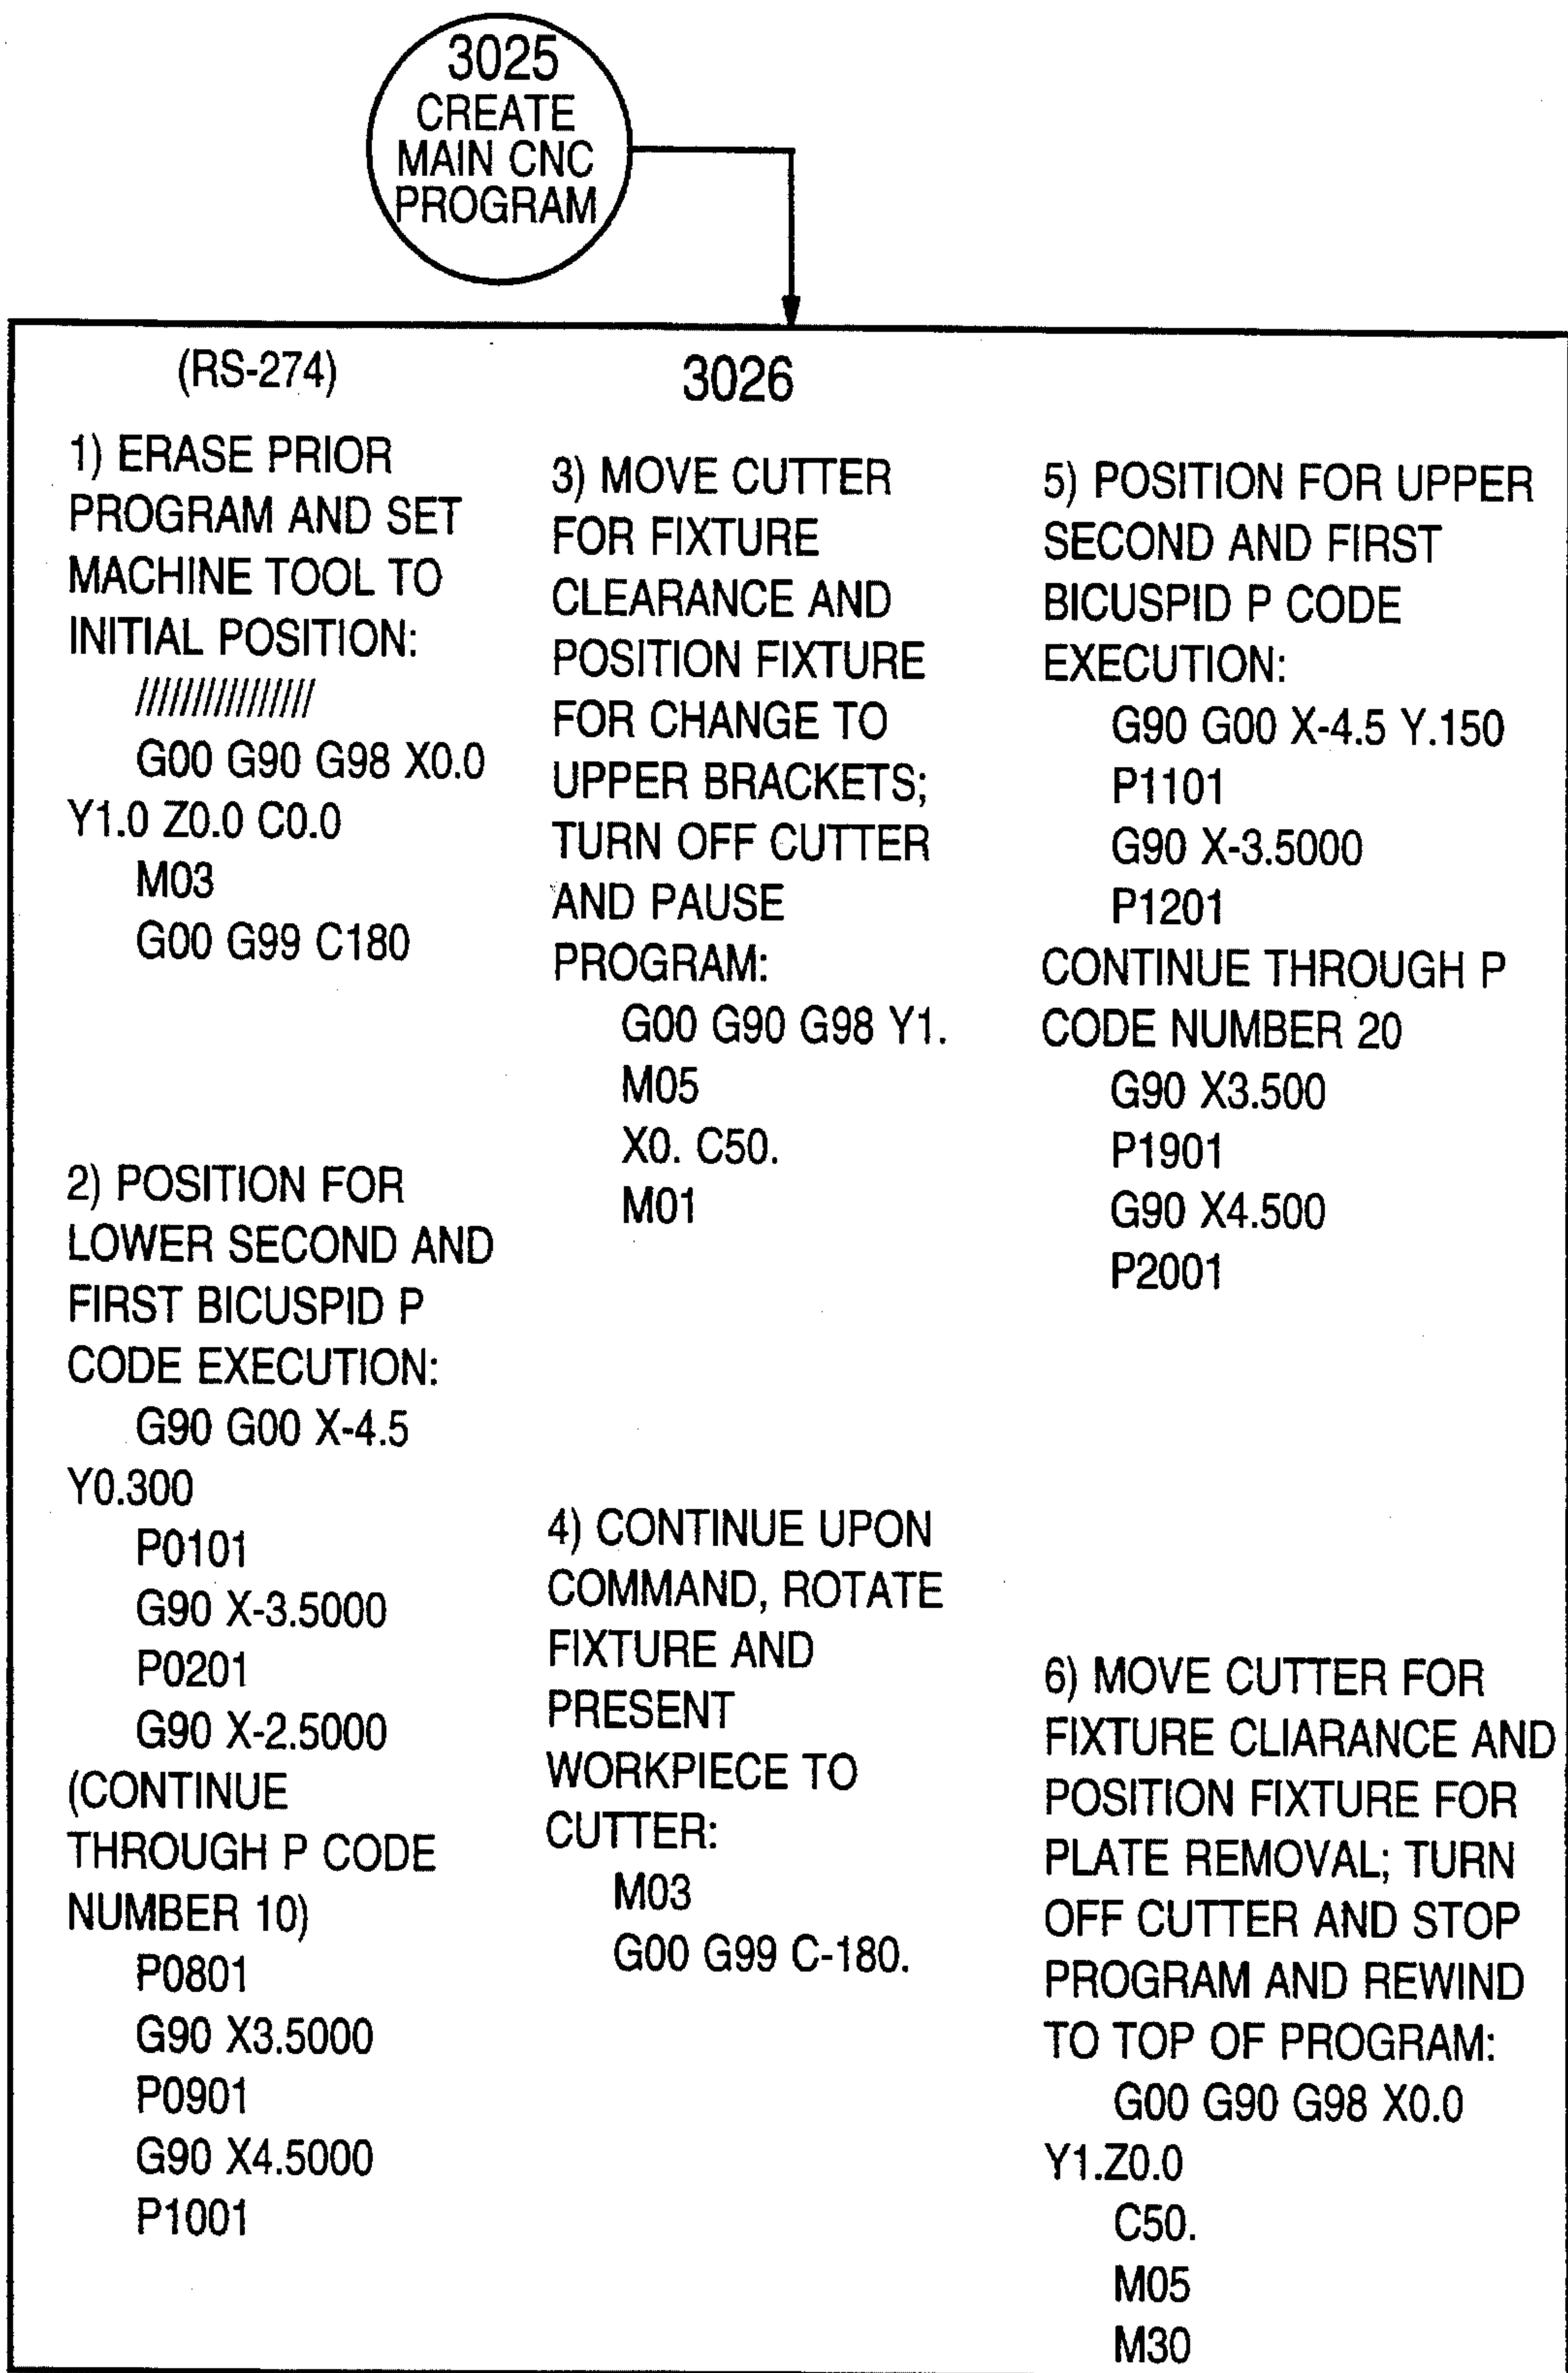 3025
CREATE
MAIN CNC
PROGRAM
(RS-274)
3026
1) ERASE PRIOR
PROGRAM AND SET
MACHINE TOOL TO
INITIAL POSITION:
////////////////
G00 G90 G98 X0.0
Y1.0 Z0.0 C0.0
M03
G00 G99 C180
2) POSITION FOR
LOWER SECOND AND
FIRST BICUSPID P
CODE EXECUTION:
G90 G00 X-4.5
Y0.300
P0101
G90 X-3.5000
P0201
G90 X-2.5000
(CONTINUE
THROUGH P CODE
NUMBER 10)
P0801
G90 X3.5000
P0901
G90 X4.5000
P1001
3) MOVE CUTTER
FOR FIXTURE
CLEARANCE AND
POSITION FIXTURE
FOR CHANGE TO
UPPER BRACKETS;
TURN OFF CUTTER
AND PAUSE
PROGRAM:
G00 G90 G98 Y1.
M05
X0. C50.
M01
4) CONTINUE UPON
COMMAND, ROTATE
FIXTURE AND
PRESENT
WORKPIECE TO
CUTTER:
M03
G00 G99 C-180.
5) POSITION FOR UPPER
SECOND AND FIRST
BICUSPID P CODE
EXECUTION:
G90 G00 X-4.5 Y.150
P1101
G90 X-3.5000
P1201
CONTINUE THROUGH P
CODE NUMBER 20
G90 X3.500
P1901
G90 X4.500
P2001
6) MOVE CUTTER FOR
FIXTURE CLIARANCE AND
POSITION FIXTURE FOR
PLATE REMOVAL; TURN
OFF CUTTER AND STOP
PROGRAM AND REWIND
TO TOP OF PROGRAM:
G00 G90 G98 X0.0
Y1.Z0.0
C50.
M05
M30